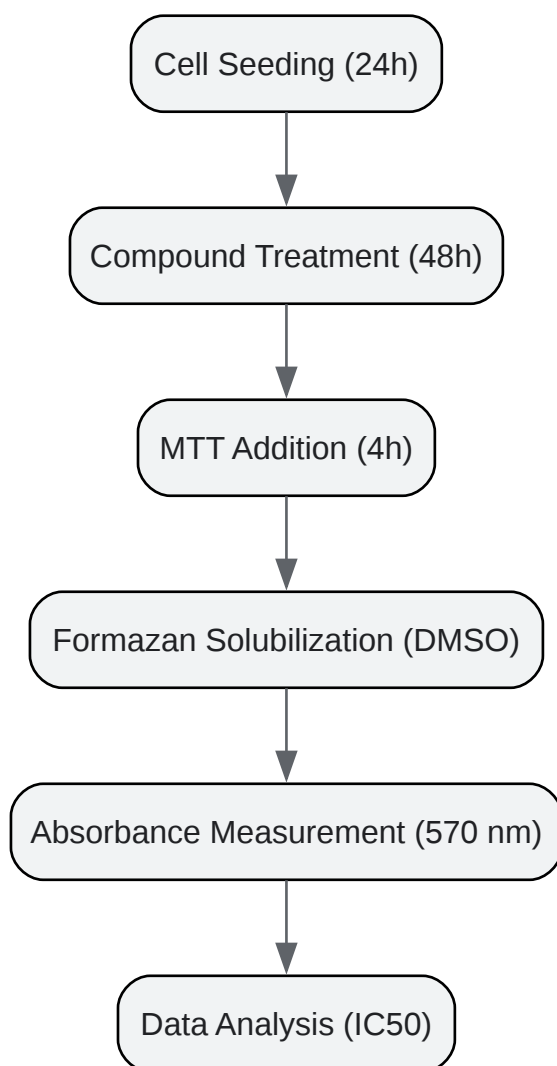 Cell Seeding (24h)
Compound Treatment (48h)
MTT Addition (4h)
Formazan Solubilization (DMSO)
Absorbance Measurement (570 nm)
Data Analysis (IC50)